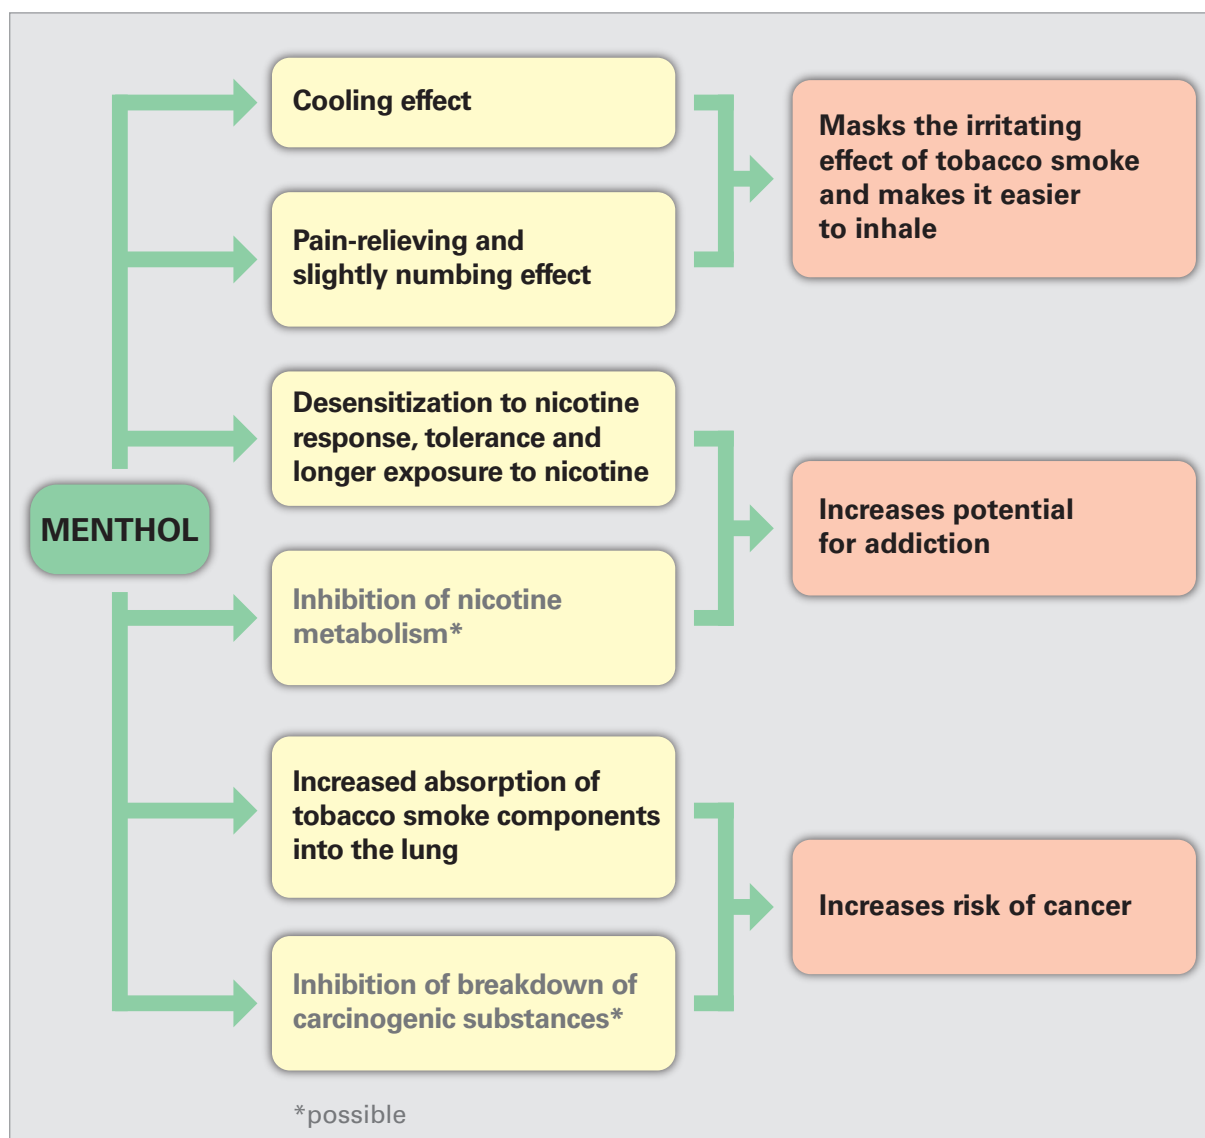 Cooling effect
Masks the irritating
effect of tobacco smoke
and makes it easier
to inhale
Pain-relieving and
slightly numbing effect
Desensitization to nicotine
response, tolerance and
longer exposure to nicotine
MENTHOL
Increases potential
for addiction
Inhibition of nicotine
metabolism*
Increased absorption of
tobacco smoke components
into the lung
Increases risk of cancer
Inhibition of breakdown of
carcinogenic substances*
*possible